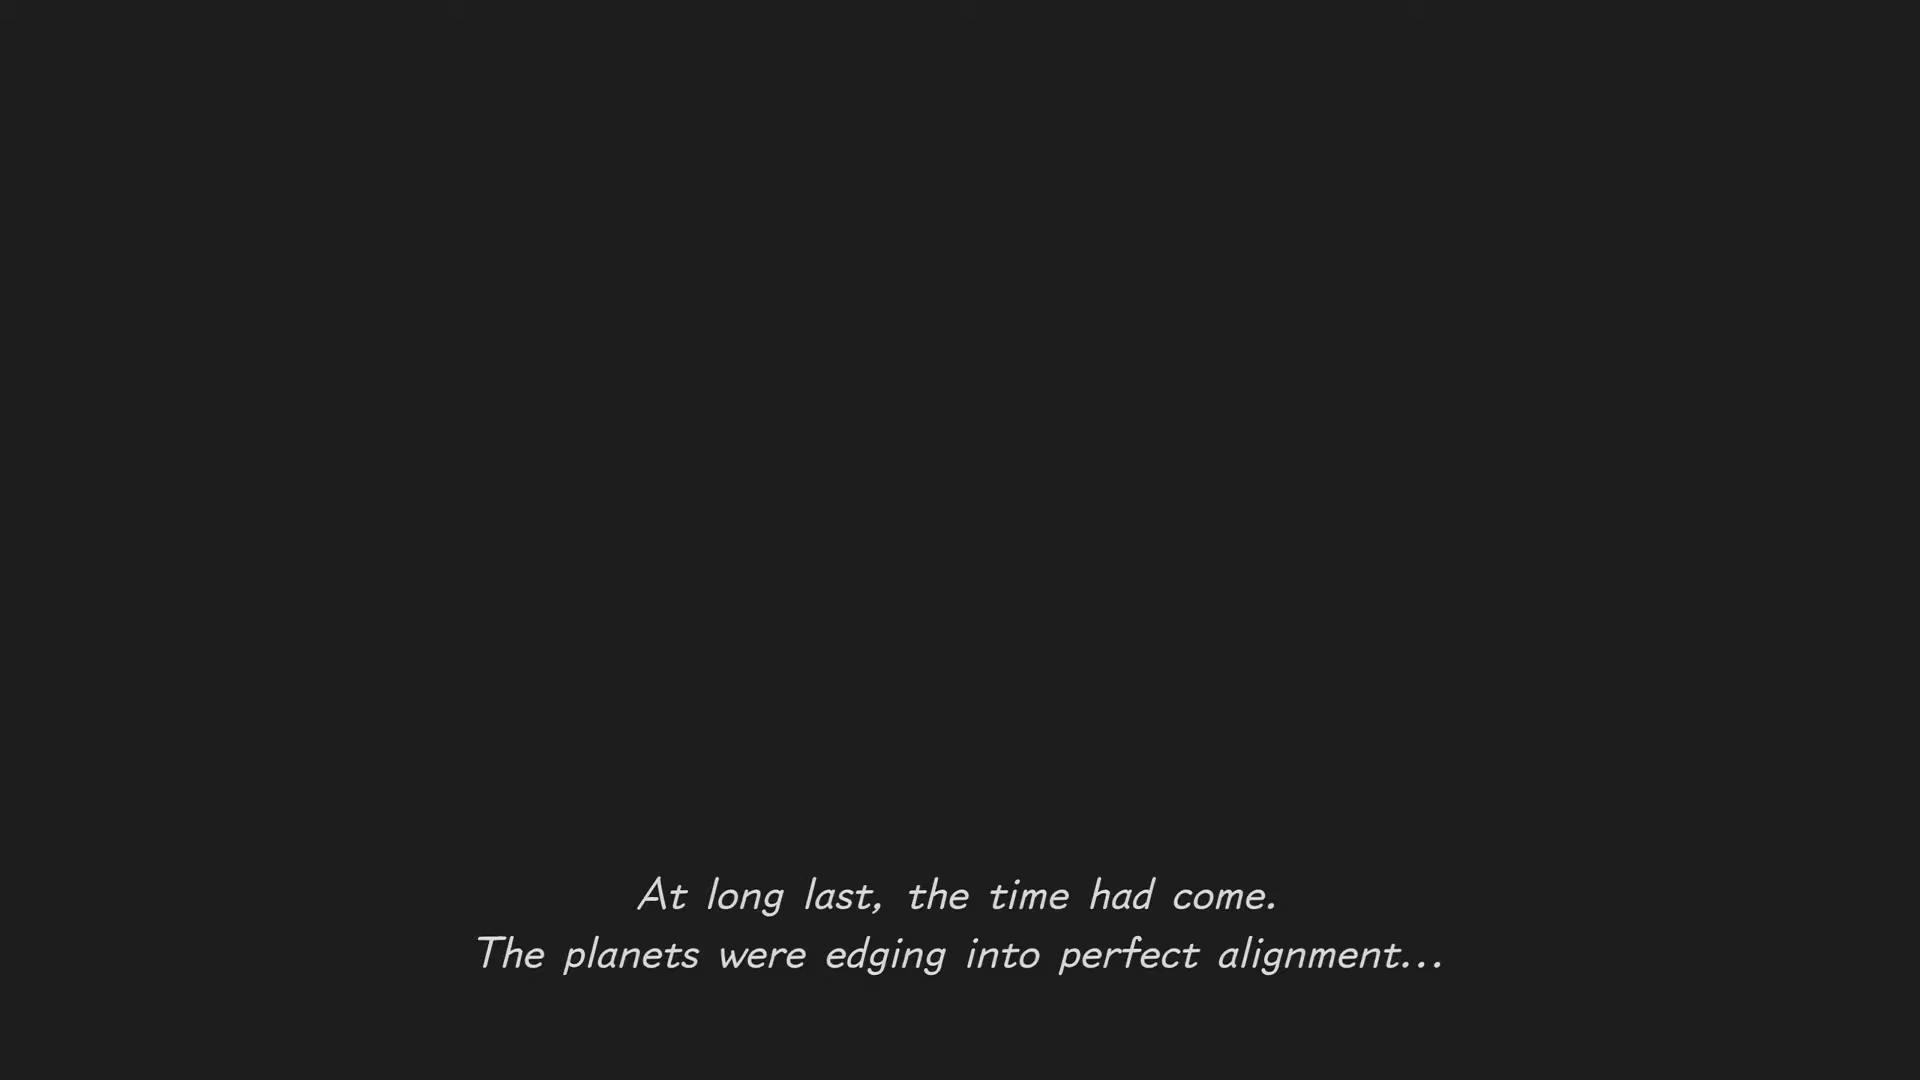 At long last, the time had come.
The planets were edging into perfect alignment...